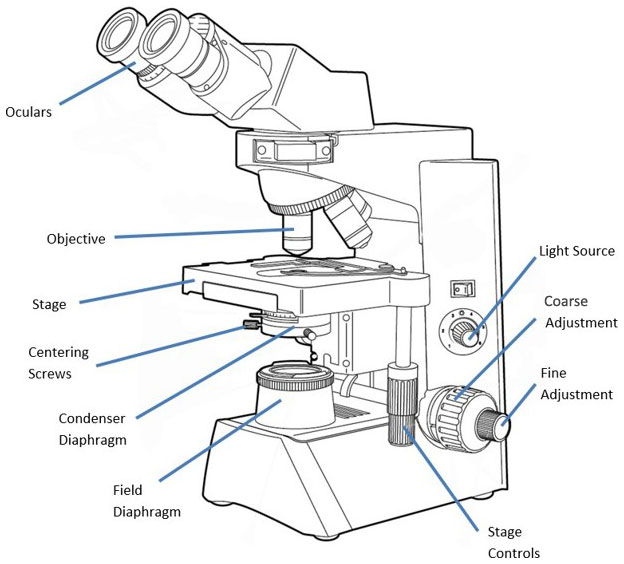 Oculars
Objective
Stage
Centering
Screws
Condenser
Diaphragm
Field
Diaphragm
Light Source
Coarse
Adjustment
Fine
Adjustment
Stage
Controls